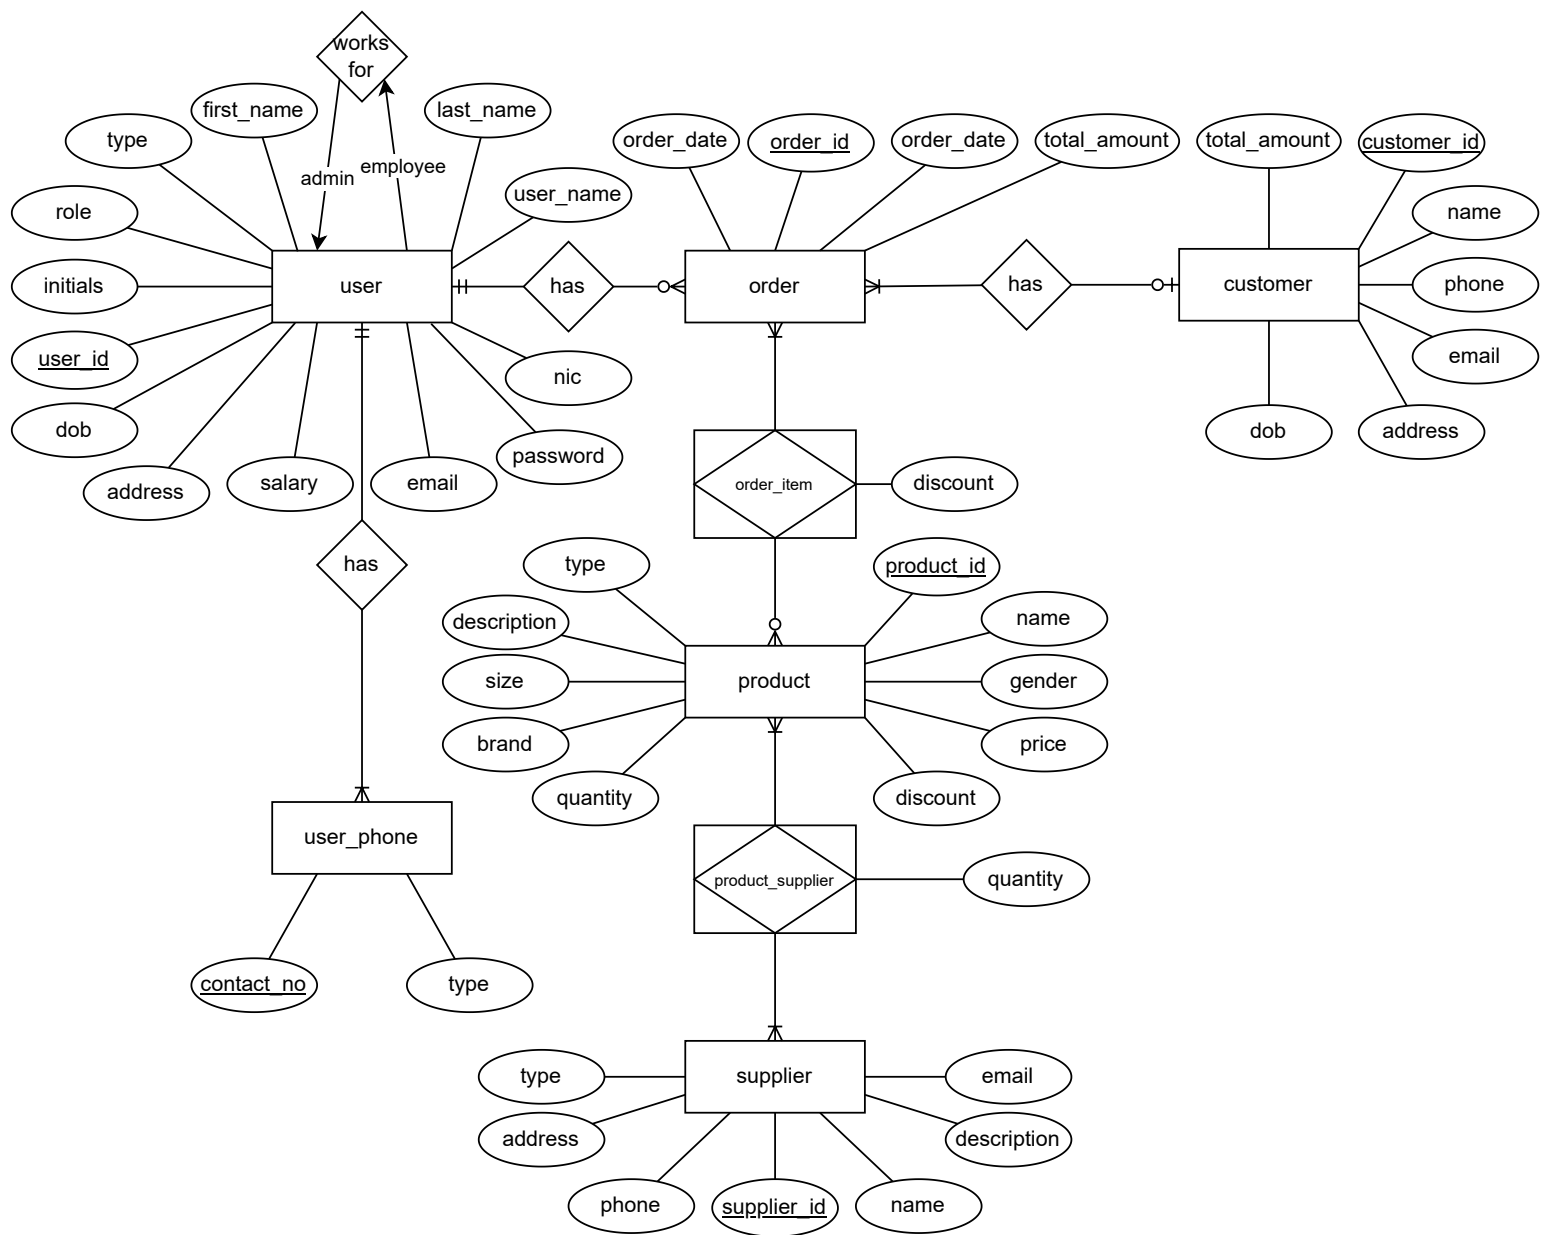 works
for
first_name
last_name
type
admin
employee
user_name
role
initials
user
user_id
dob
address
salary
email
password
nic
has
order_date
order_id
order_date
total_amount
order
has
total_amount
customer_id
name
phone
email
address
dob
customer
order_item
discount
has
type
product_id
description
name
size
product
gender
brand
price
quantity
discount
user_phone
contact_no
type
product_supplier
quantity
supplier
type
email
address
description
phone
supplier_id
name